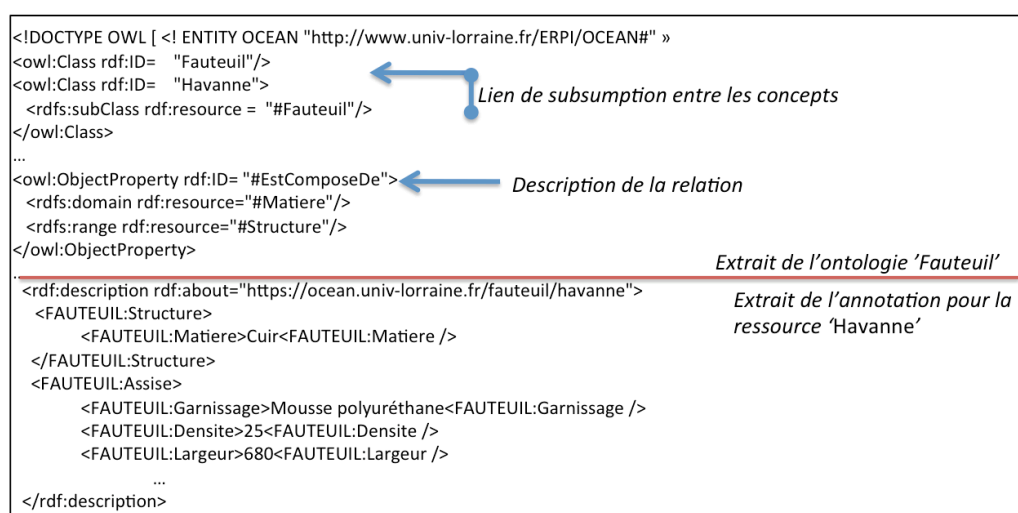 <!DOCTYPE OWL [ <! ENTITY OCEAN "http://www.univ-lorraine.fr/ERPI/OCEAN#" »
<owl:Class rdf:ID= "Fauteuil"/>
<owl:Class rdf:ID= "Havanne">
Lien de subsumption entre les concepts
<rdfs:subClass rdf:resource = "#Fauteuil"/>
</owl:Class>
...
<owl:ObjectProperty rdf:ID= "#EstComposeDe">
Description de la relation
<rdfs:domain rdf:resource="#Matiere"/>
<rdfs:range rdf:resource="#Structure"/>
</owl:ObjectProperty>
Extrait de l'ontologie 'Fauteuil'
...
<rdf:description rdf:about="https://ocean.univ-lorraine.fr/fauteuil/havanne">
Extrait de l'annotation pour la
ressource 'Havanne'
<FAUTEUIL:Structure>
<FAUTEUIL:Matiere>Cuir<FAUTEUIL:Matiere />
</FAUTEUIL:Structure>
<FAUTEUIL:Assise>
<FAUTEUIL:Garnissage>Mousse polyuréthane<FAUTEUIL:Garnissage />
<FAUTEUIL:Densite>25<FAUTEUIL:Densite />
<FAUTEUIL:Largeur>680<FAUTEUIL:Largeur />
...
</rdf:description>